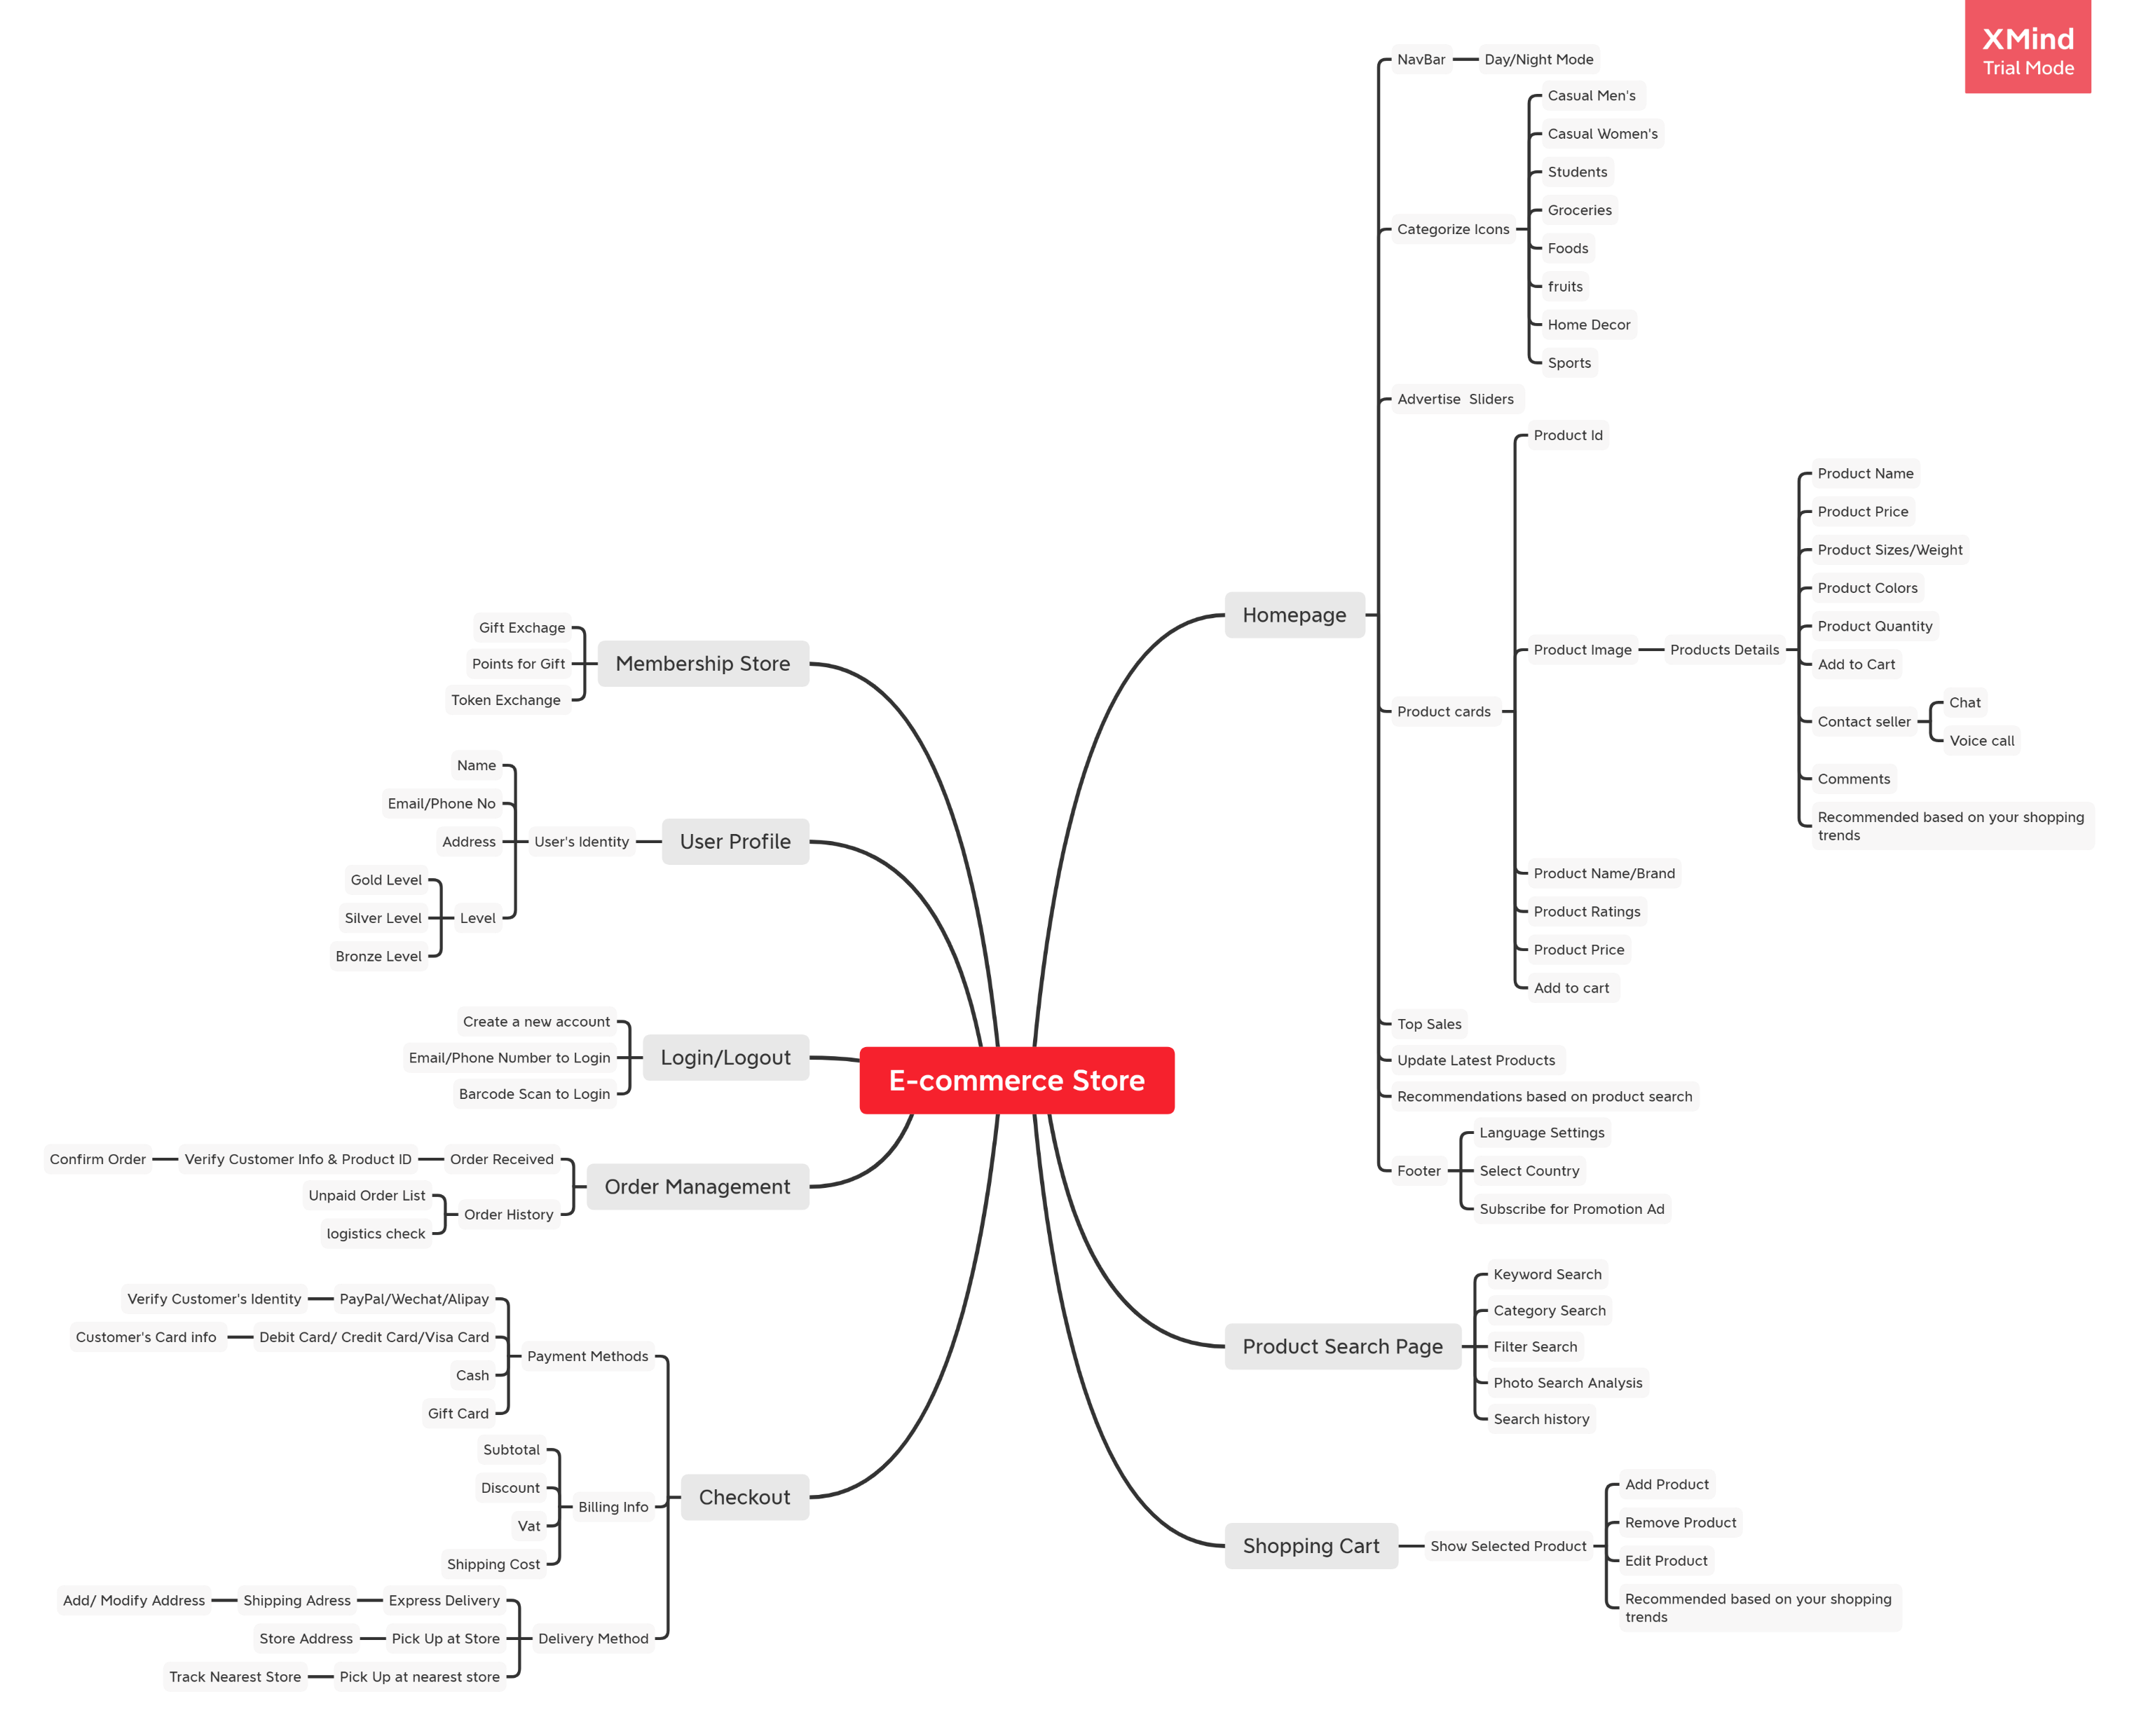 XMind
Trial Mode
E-commerce Store
Homepage
NavBar
Day/Night Mode
Categorize Icons
Casual Men's
Casual Women's
Students
Groceries
Foods
fruits
Home Decor
Sports
Advertise  Sliders
Product cards
Product Id
Product Image
Products Details
Product Name
Product Price
Product Sizes/Weight
Product Colors
Product Quantity
Add to Cart
Contact seller
Chat
Voice call
Comments
Recommended based on your shopping
trends
Product Name/Brand
Product Ratings
Product Price
Add to cart
Top Sales
Update Latest Products
Recommendations based on product search
Footer
Language Settings
Select Country
Subscribe for Promotion Ad
Product Search Page
Keyword Search
Category Search
Filter Search
Photo Search Analysis
Search history
Shopping Cart
Show Selected Product
Add Product
Remove Product
Edit Product
Recommended based on your shopping
trends
Membership Store
Gift Exchage
Points for Gift
Token Exchange
User Profile
User's Identity
Name
Email/Phone No
Address
Level
Gold Level
Silver Level
Bronze Level
Login/Logout
Create a new account
Email/Phone Number to Login
Barcode Scan to Login
Order Management
Order Received
Verify Customer Info & Product ID
Confirm Order
Order History
Unpaid Order List
logistics check
Checkout
Payment Methods
PayPal/Wechat/Alipay
Verify Customer's Identity
Debit Card/ Credit Card/Visa Card
Customer's Card info
Cash
Gift Card
Billing Info
Subtotal
Discount
Vat
Shipping Cost
Delivery Method
Express Delivery
Shipping Adress
Add/ Modify Address
Pick Up at Store
Store Address
Pick Up at nearest store
Track Nearest Store